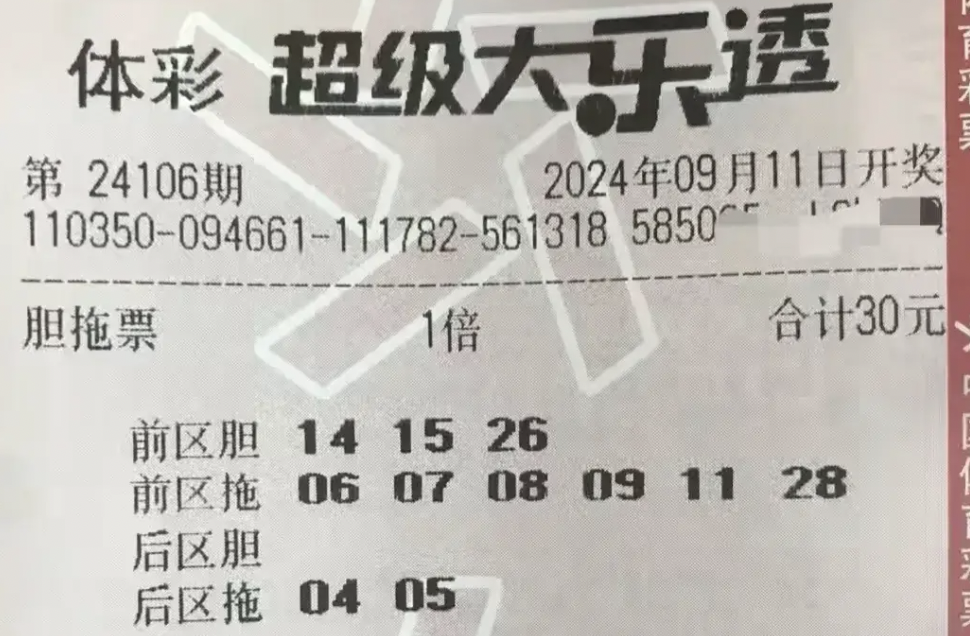 体彩 超级大乐透
第 24106期 2024年09月11日开奖
110350-094661-111782-561318 5850
胆拖票 1倍 合计30元
前区胆 14 15 26
前区拖 06 07 08 09 11 28
后区胆
后区拖 04 05